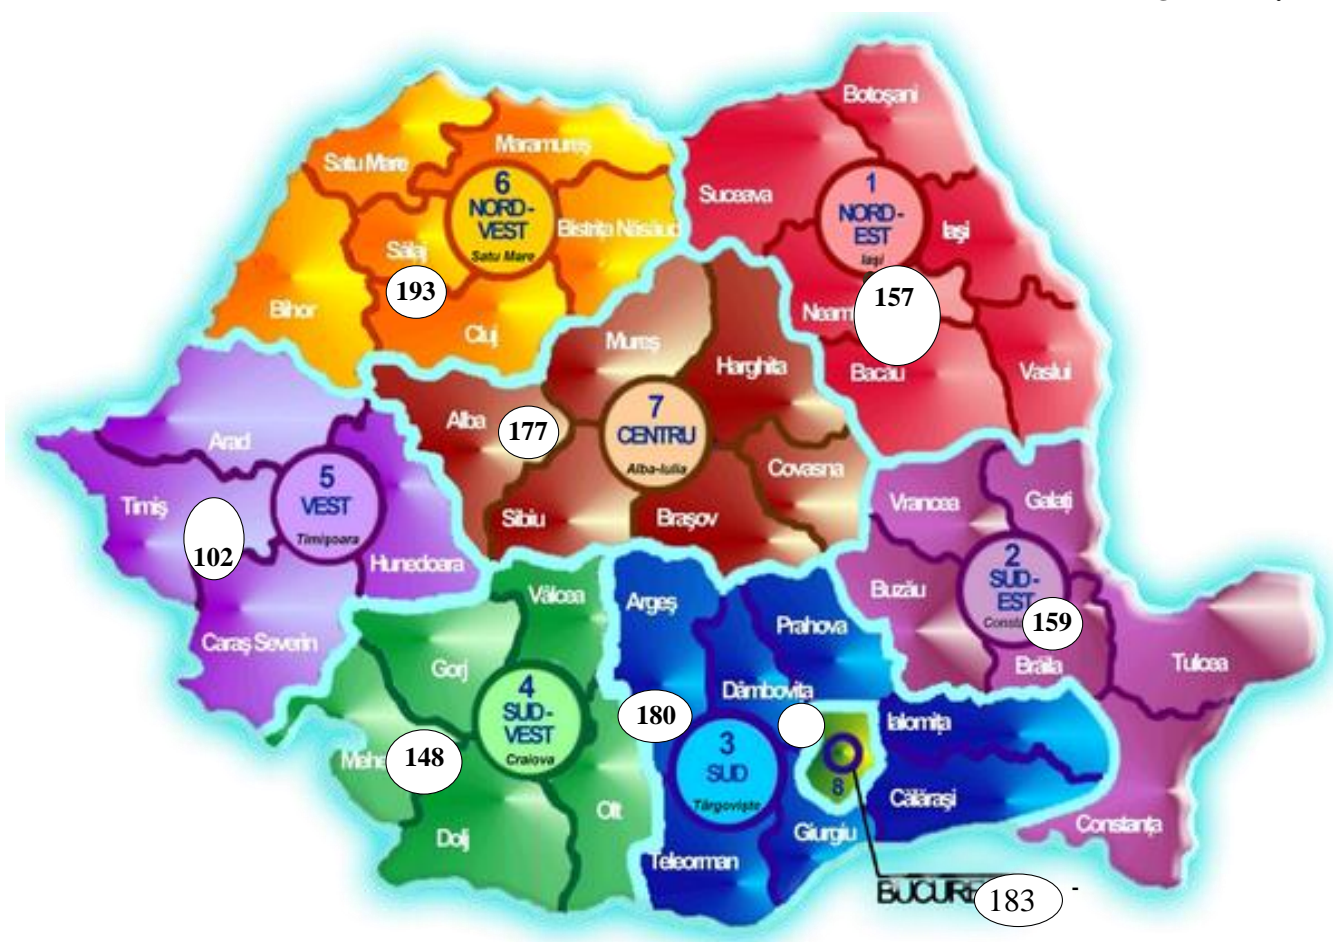 Botoşani
Maramureş
Satu Mare
6
NORD-
VEST
Satu Mare
1
NORD-
EST
Iaşi
Suceava
Iaşi
Bistriţa Năsăud
Sălaj
193
157
Bihor
Neam
Cluj
Mureş
Harghita
Bacău
Vaslui
Alba
177
7
CENTRU
Alba-Iulia
Arad
Covasna
5
VEST
Timişoara
Timiş
102
Vrancea
Galaţi
Sibiu
Braşov
Hunedoara
2
SUD-
EST
Const
159
Buzău
Vâlcea
Argeş
Prahova
Caraş Severin
Gorj
Brăila
Tulcea
Dâmboviţa
4
SUD-
VEST
Craiova
180
Ialomiţa
3
SUD
Târgovişte
Mehe
148
8
Călăraşi
Olt
Constanţa
Dolj
Giurgiu
Teleorman
BUCURE
183
-